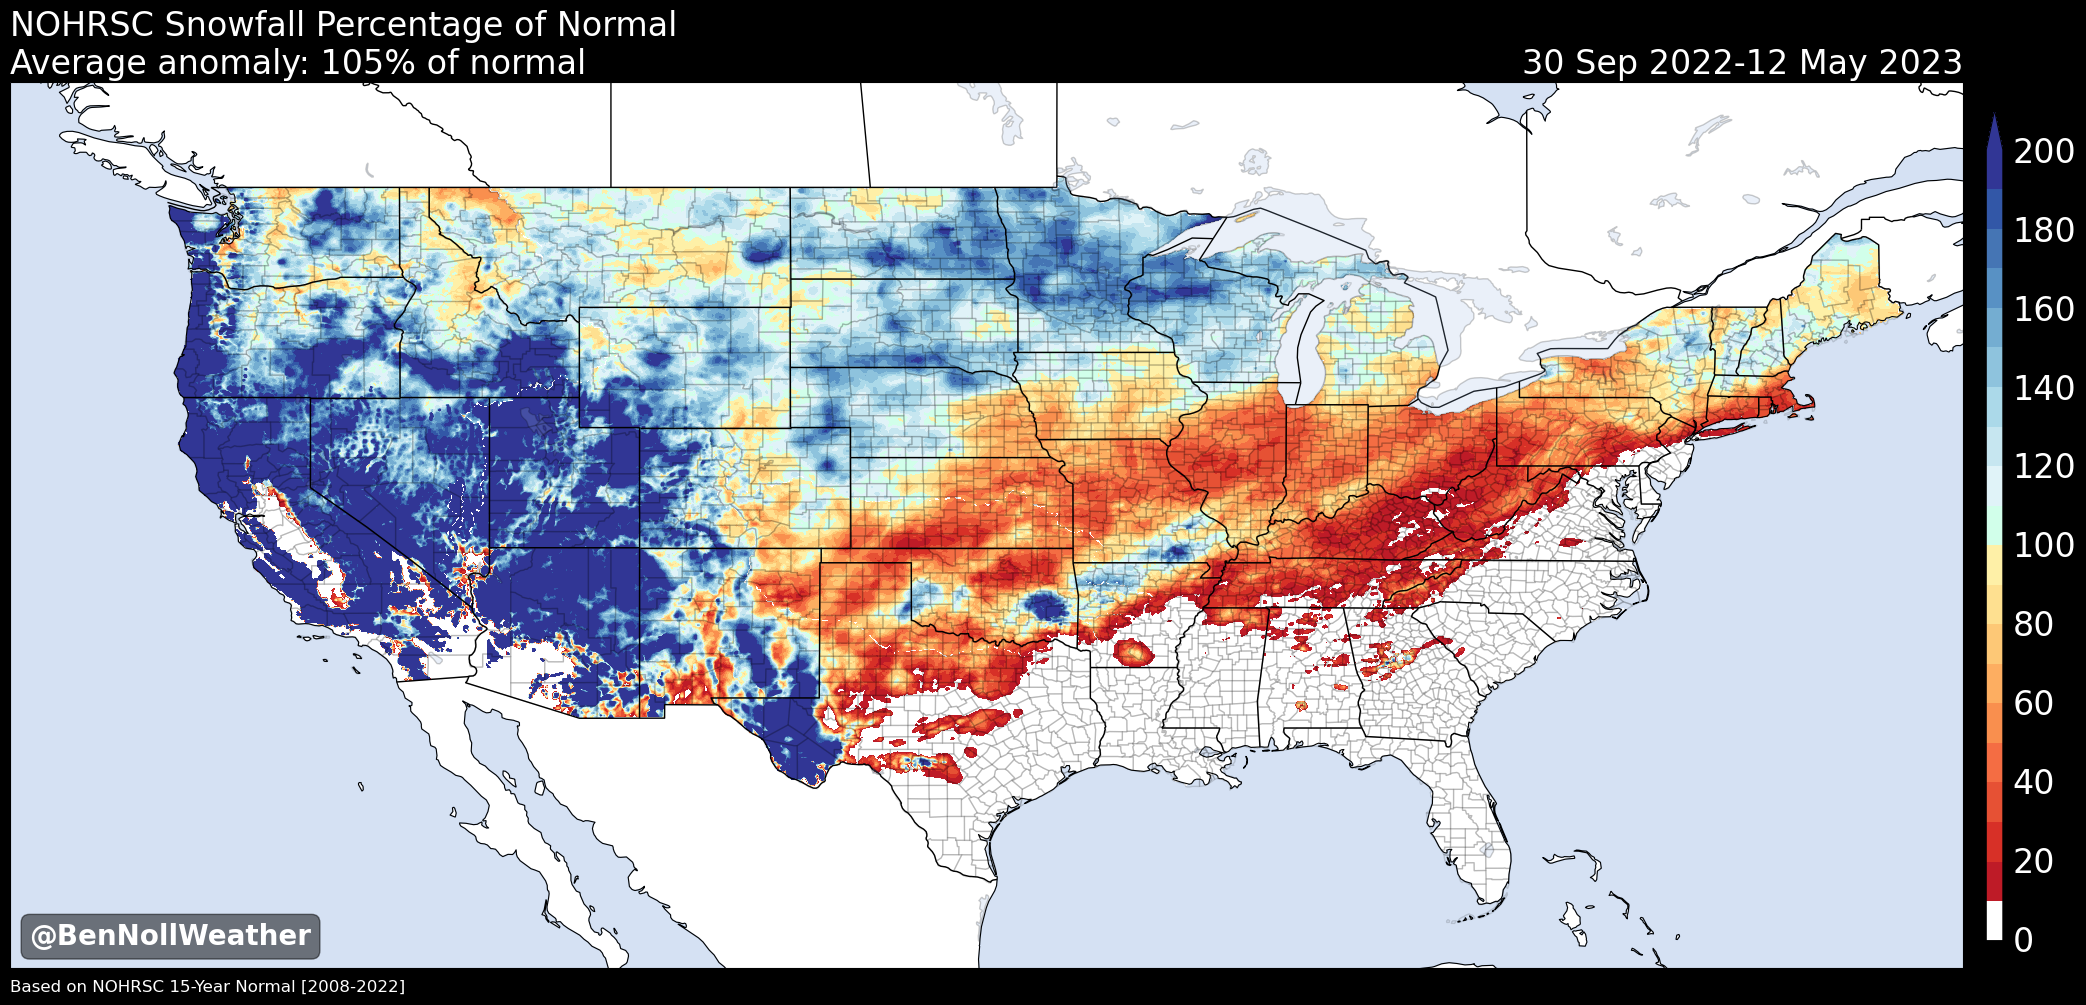 NOHRSC Snowfall Percentage of Normal
Average anomaly: 105% of normal
30 Sep 2022-12 May 2023
200
180
160
140
120
100
80
60
40
20
0
@BenNollWeather
Based on NOHRSC 15-Year Normal [2008-2022]